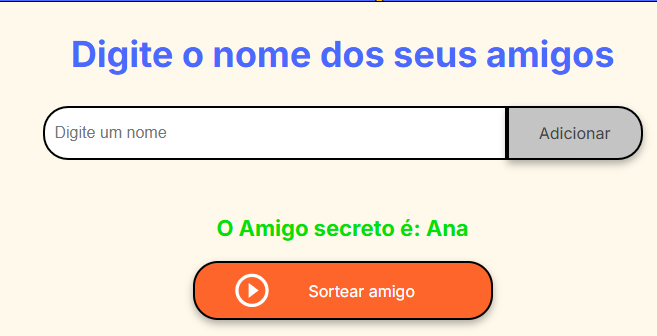 Digite o nome dos seus amigos
Digite um nome
Adicionar
O Amigo secreto é: Ana
Sortear amigo